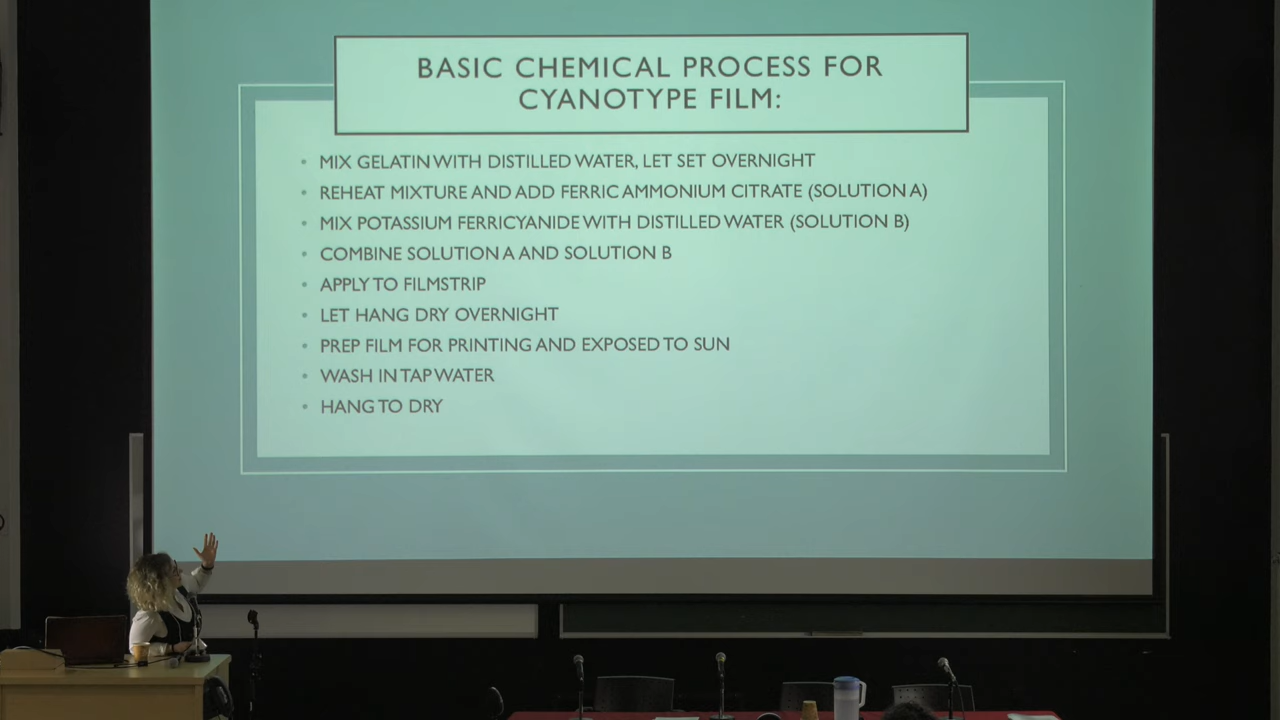 BASIC CHEMICAL PROCESS FOR
CYANOTYPE FILM:
• MIX GELATIN WITH DISTILLED WATER, LET SET OVERNIGHT
• REHEAT MIXTURE AND ADD FERRIC AMMONIUM CITRATE (SOLUTION A)
• MIX POTASSIUM FERRICYANIDE WITH DISTILLED WATER (SOLUTION B)
• COMBINE SOLUTION A AND SOLUTION B
• APPLY TO FILMSTRIP
• LET HANG DRY OVERNIGHT
• PREP FILM FOR PRINTING AND EXPOSED TO SUN
• WASH IN TAP WATER
• HANG TO DRY